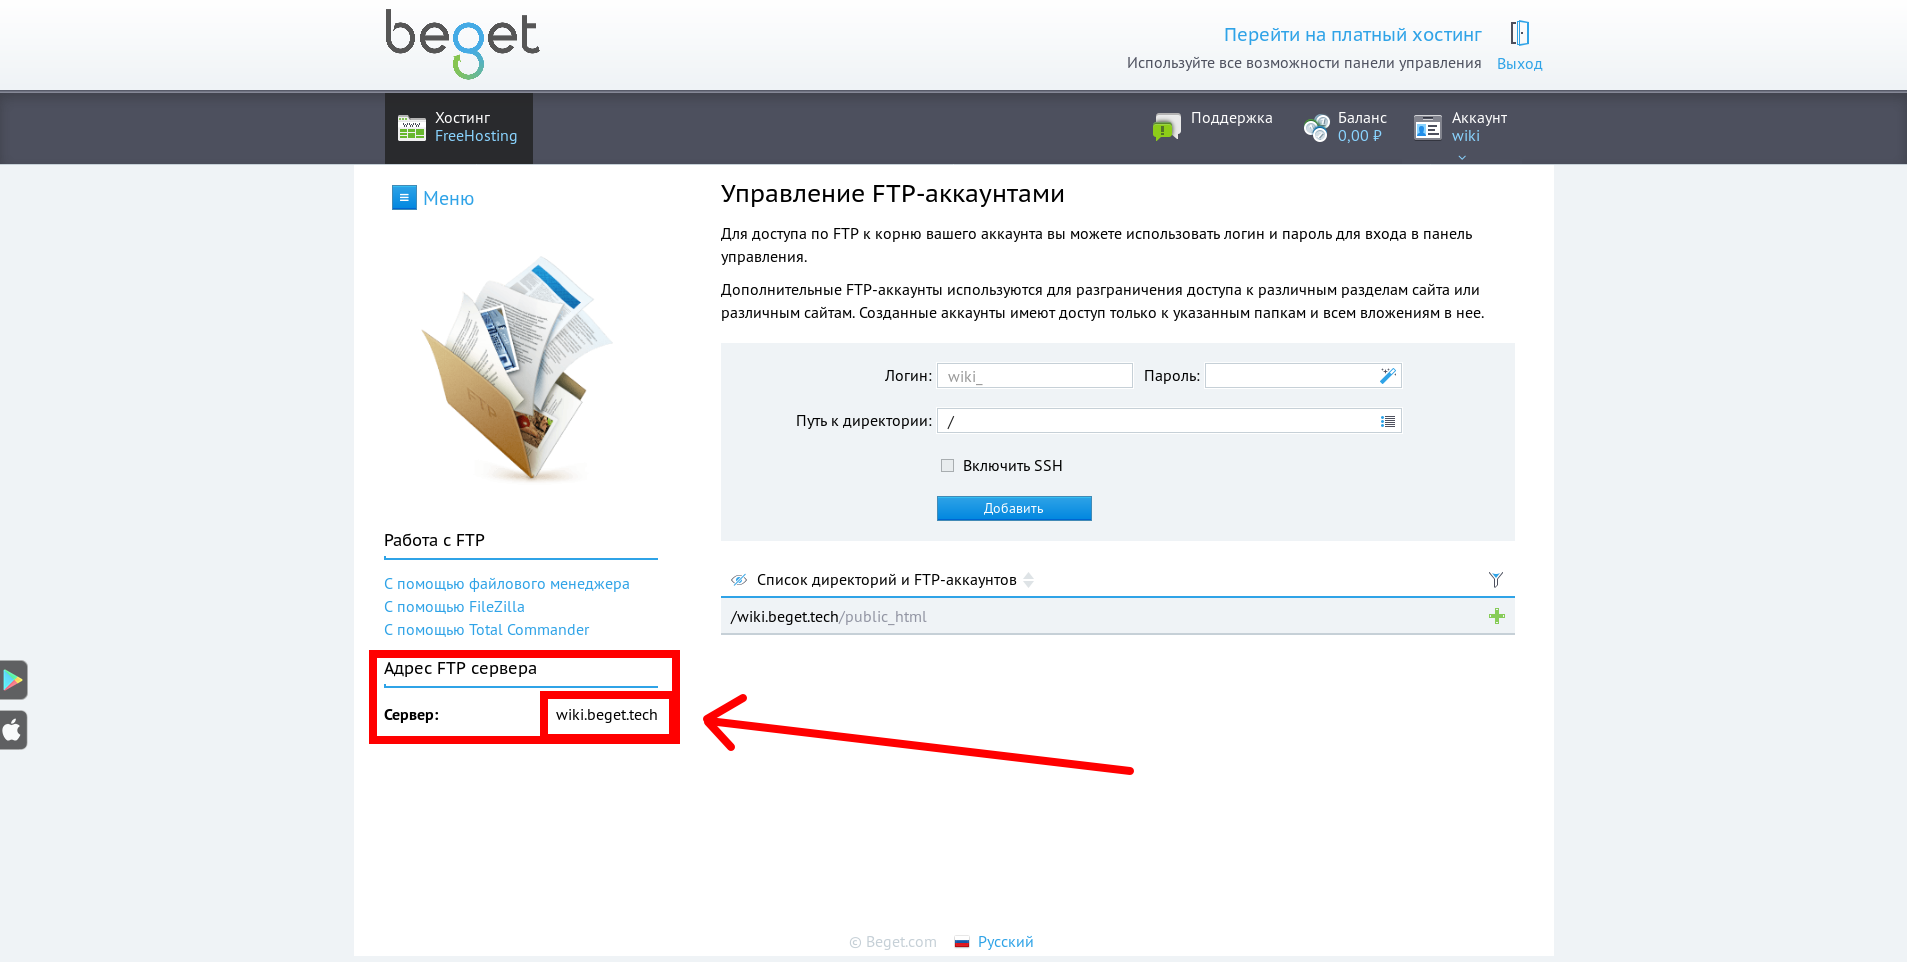 beget
Перейти на платный хостинг
Используйте все возможности панели управления
Выход
Хостинг
FreeHosting
Поддержка
Баланс
0,00 ₽
Аккаунт
wiki
Меню
Управление FTP-аккаунтами
Для доступа по FTP к корню вашего аккаунта вы можете использовать логин и пароль для входа в панель
управления.
Дополнительные FTP-аккаунты используются для разграничения доступа к различным разделам сайта или
различным сайтам. Созданные аккаунты имеют доступ только к указанным папкам и всем вложениям в нее.
Логин: wiki_ Пароль:
Путь к директории: /
Включить SSH
Добавить
Список директорий и FTP-аккаунтов
/wiki.beget.tech/public_html
FTP
Работа с FTP
С помощью файлового менеджера
С помощью FileZilla
С помощью Total Commander
Адрес FTP сервера
Сервер: wiki.beget.tech
© Beget.com Русский